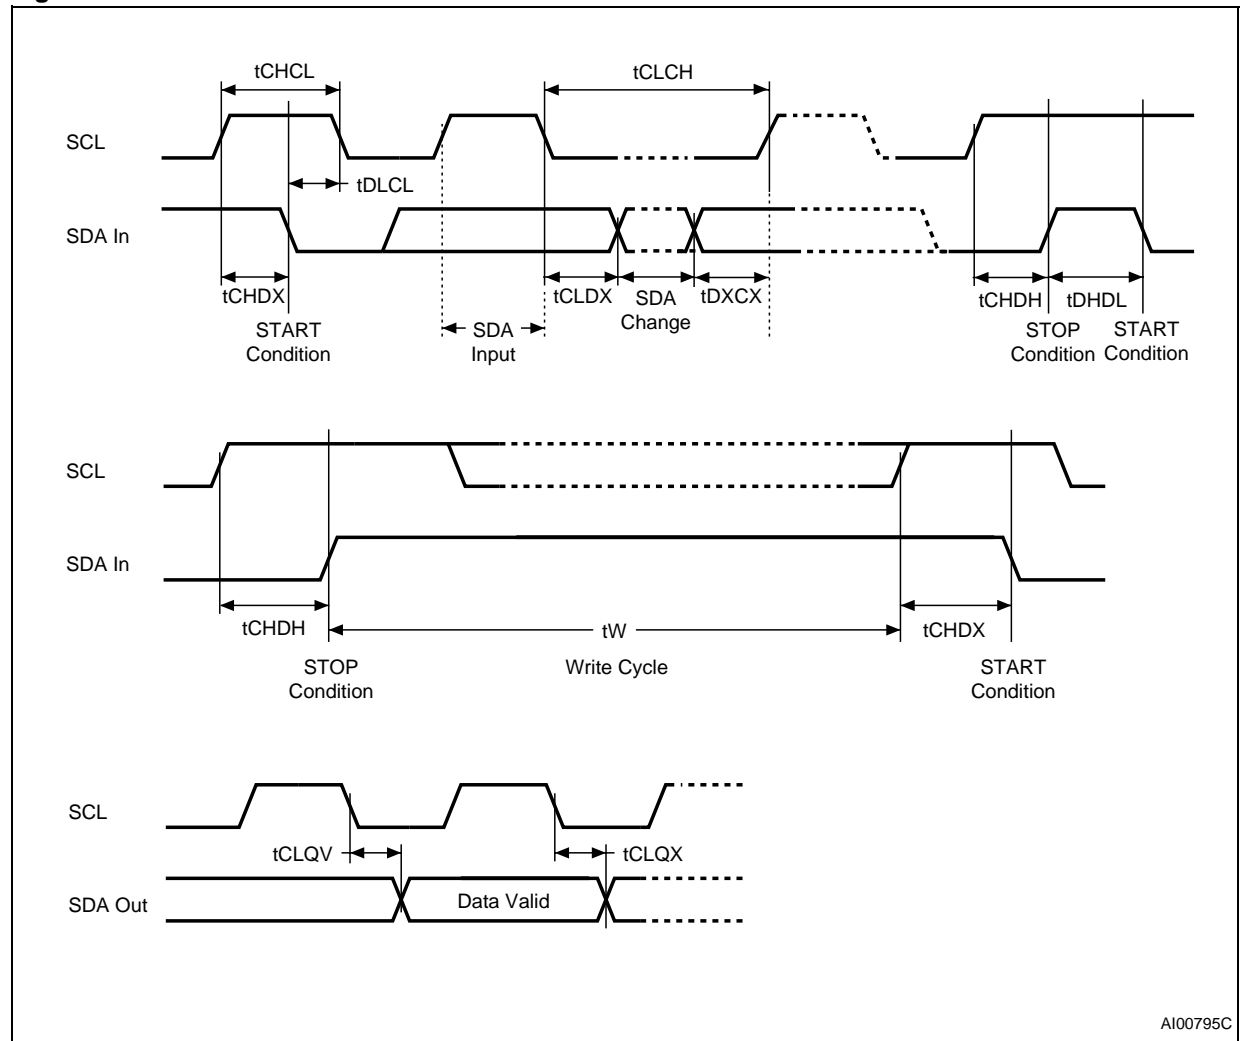 tCHCL
tCLCH
SCL
tDLCL
SDA In
tCHDX
tCLDX
SDA
Change
tDXCX
tCHDH
tDHDL
START
Condition
SDA
Input
STOP
Condition
START
Condition
SCL
SDA In
tCHDH
tW
tCHDX
STOP
Condition
Write Cycle
START
Condition
SCL
tCLQV
tCLQX
SDA Out
Data Valid
AI00795C